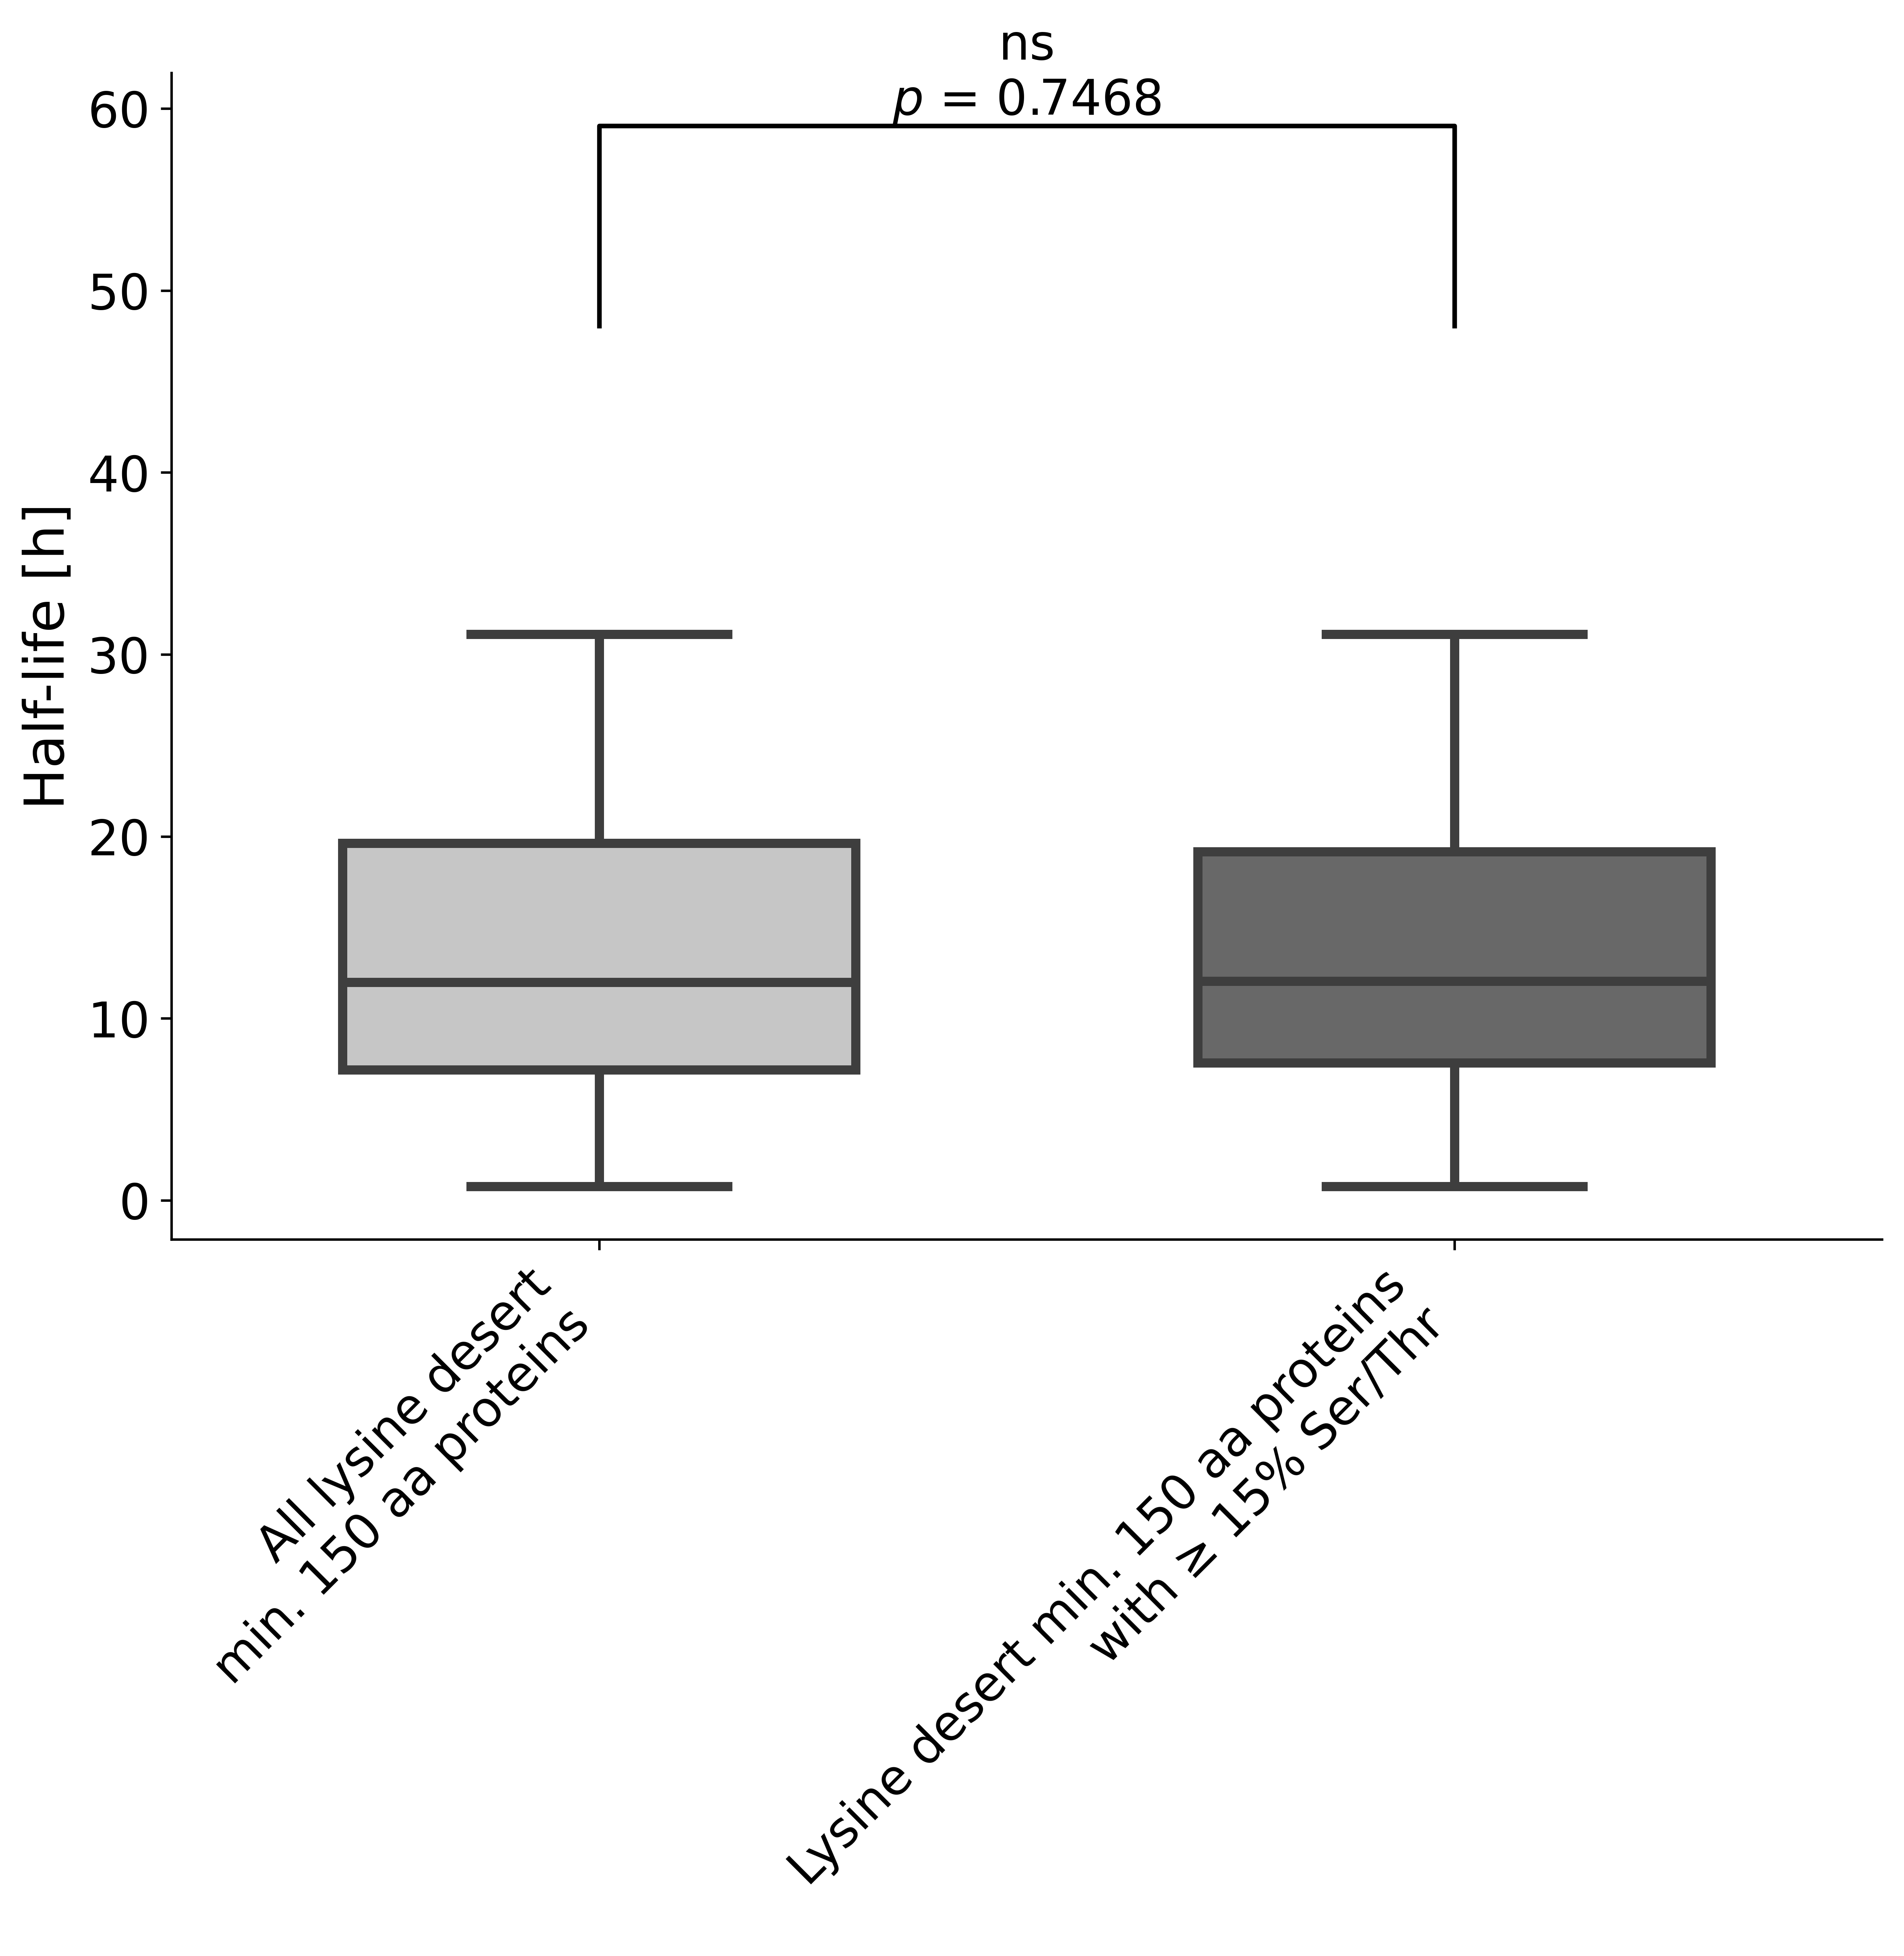 ns
p = 0.7468
Half-life [h]
60
50
40
30
20
10
0
All lysine desert
min. 150 aa proteins
Lysine desert min. 150 aa proteins
with ≥ 15% Ser/Thr